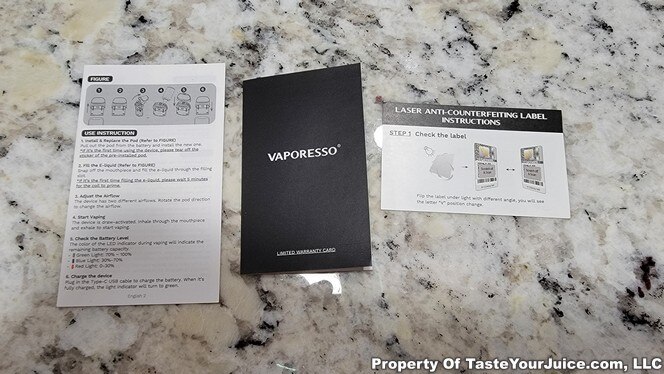 FIGURE
1 2 3 4 5 6
USE INSTRUCTION
1. Install & Replace the Pod (Refer to FIGURE)
Pull out the pod from the battery and install the new one.
*If it's the first time using the device, please tear off the
sticker of the pre-installed pod.
2. Fill the E-liquid (Refer to FIGURE)
Snap off the mouthpiece and fill the e-liquid through the filling
slot.
*If it's the first time filling the e-liquid, please wait 5 minutes
for the coil to prime.
3. Adjust the Airflow
The device has two different airflows. Rotate the pod direction
to change the airflow.
4. Start Vaping
The device is draw-activated. Inhale through the mouthpiece
and exhale to start vaping.
5. Check the Battery Level
The color of the LED indicator during vaping will indicate the
remaining battery capacity.
Green Light: 70% - 100%
Blue Light: 30%-70%
Red Light: 0-30%
6. Charge the device
Plug in the Type-C USB cable to charge the battery. When it's
fully charged, the light indicator will turn to green.
English 2
VAPORESSO®
LIMITED WARRANTY CARD
LASER ANTI-COUNTERFEITING LABEL
INSTRUCTIONS
STEP 1 Check the label
Flip the label under light with different angle, you will see
the letter "V" position change.
Property Of TasteYourJuice.com, LLC